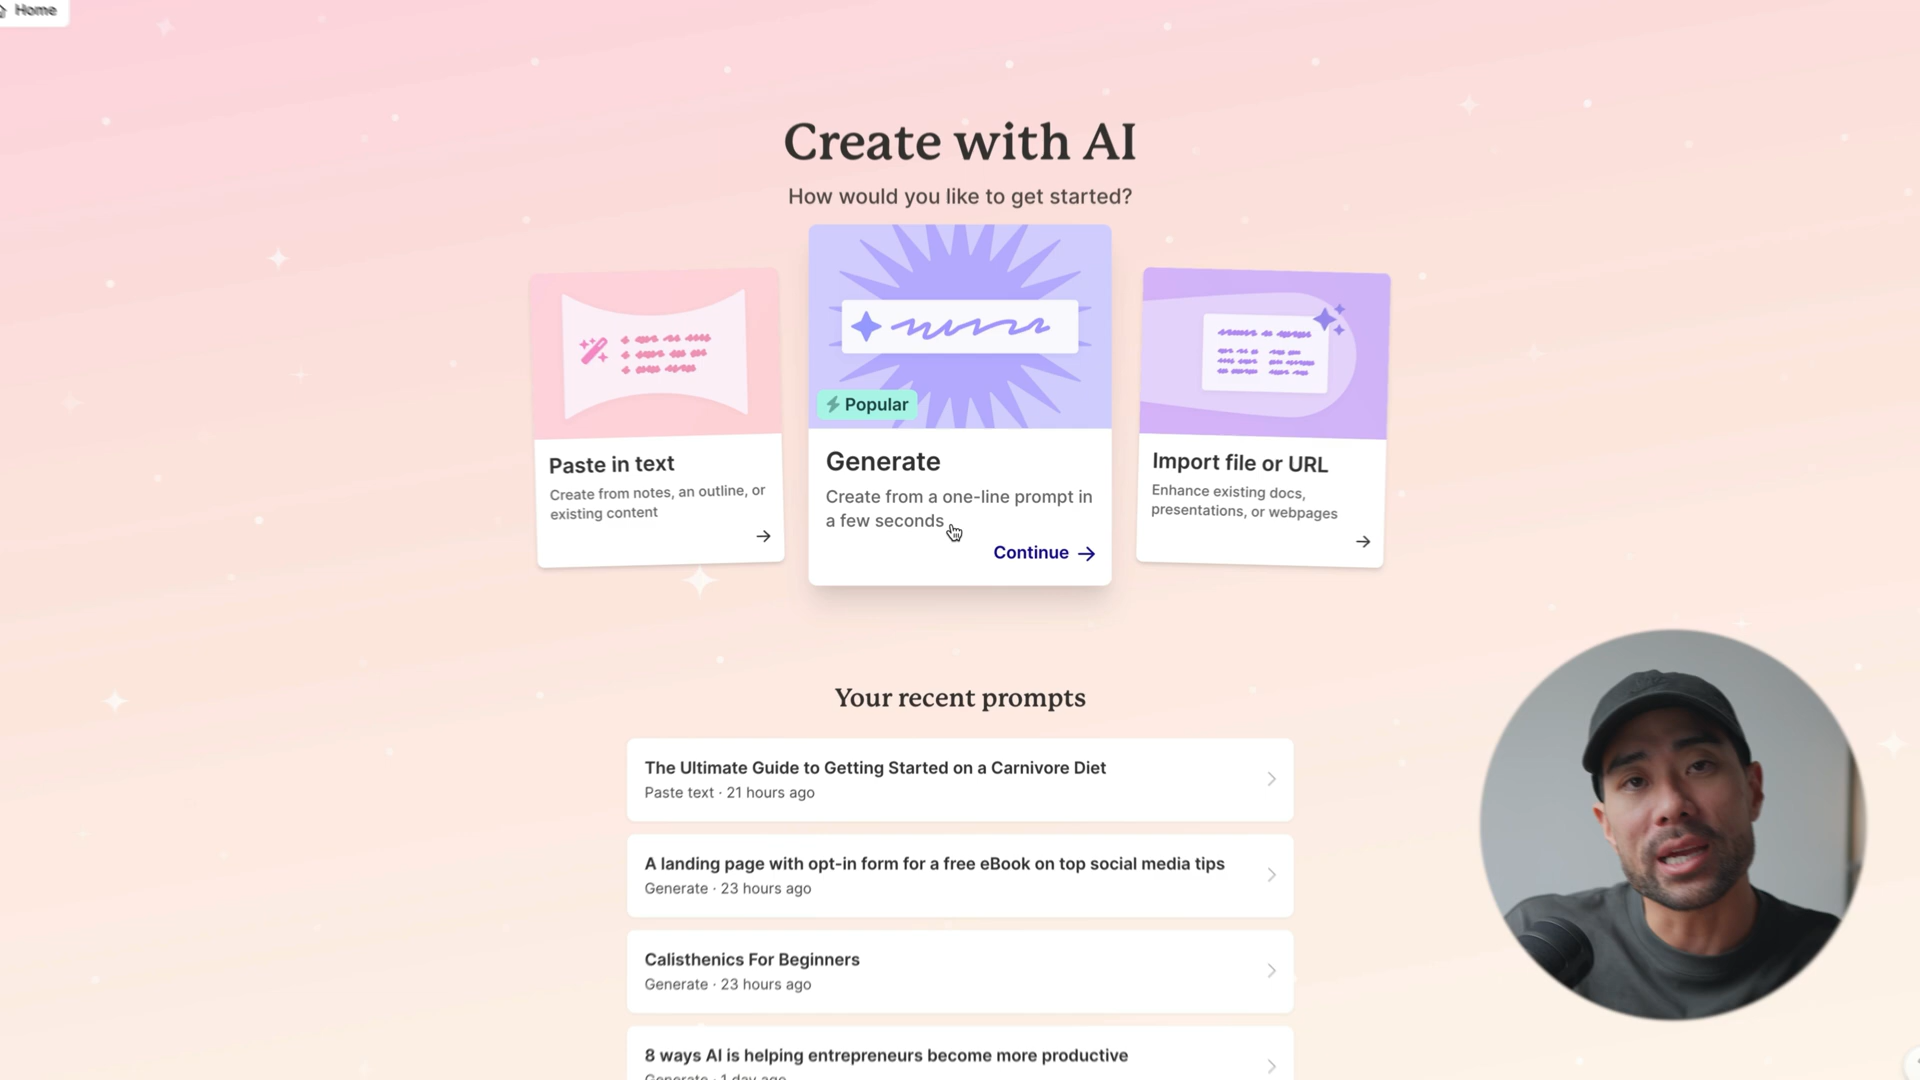 Home
Create with AI
How would you like to get started?
Paste in text
Create from notes, an outline, or
existing content
Popular
Generate
Create from a one-line prompt in
a few seconds
Continue
Import file or URL
Enhance existing docs,
presentations, or webpages
Your recent prompts
The Ultimate Guide to Getting Started on a Carnivore Diet
Paste text · 21 hours ago
A landing page with opt-in form for a free eBook on top social media tips
Generate · 23 hours ago
Calisthenics For Beginners
Generate · 23 hours ago
8 ways AI is helping entrepreneurs become more productive
Generate · 1 day ago